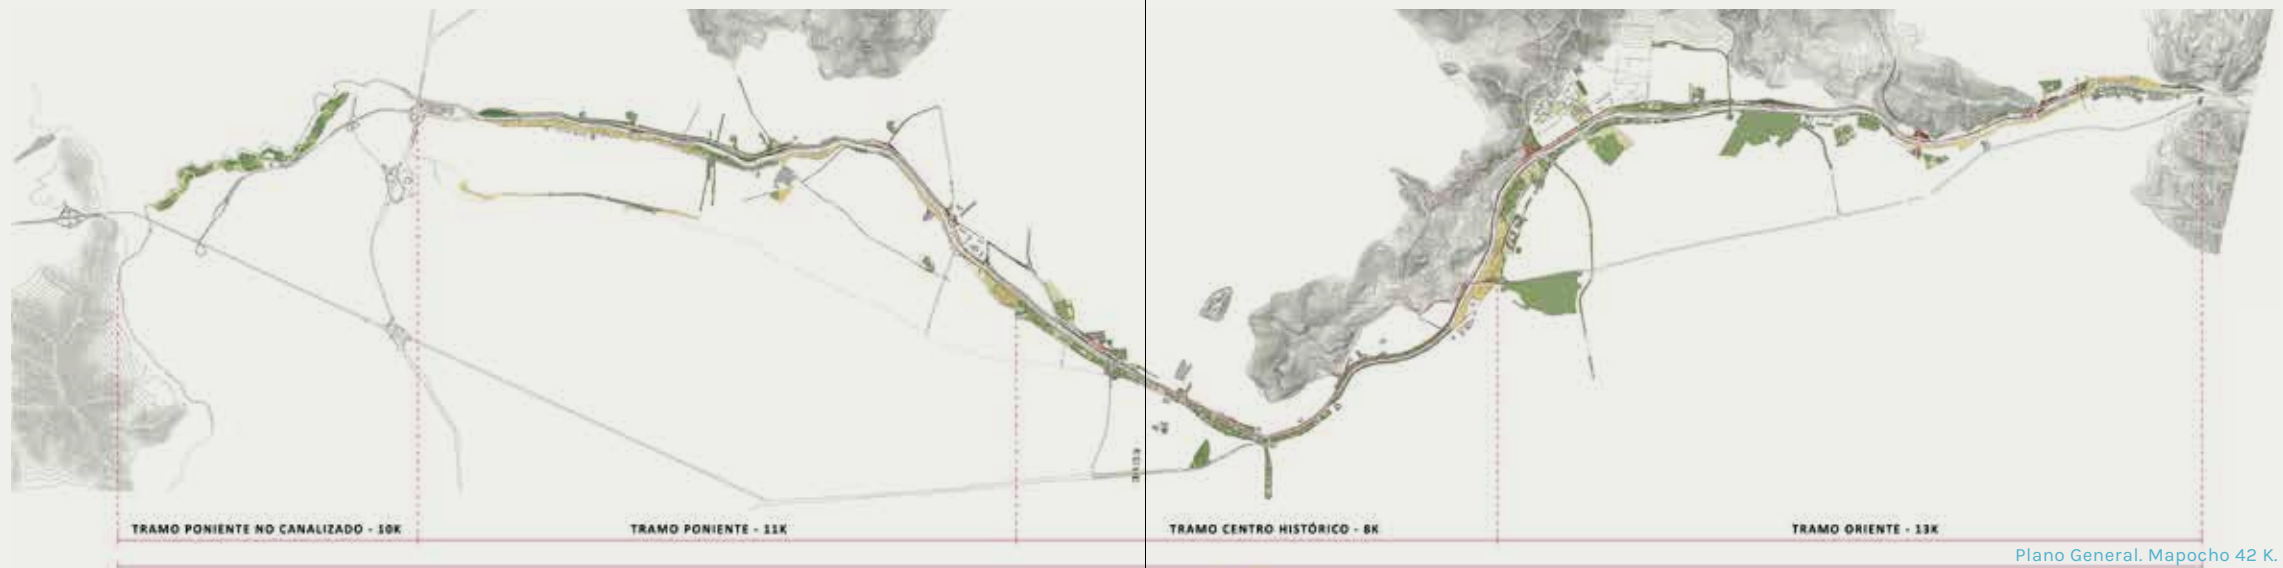 TRAMO PONIENTE NO CANALIZADO - 10K
TRAMO PONIENTE - 11K
TRAMO CENTRO HISTÓRICO - 8K
TRAMO ORIENTE - 13K
Plano General. Mapocho 42 K.